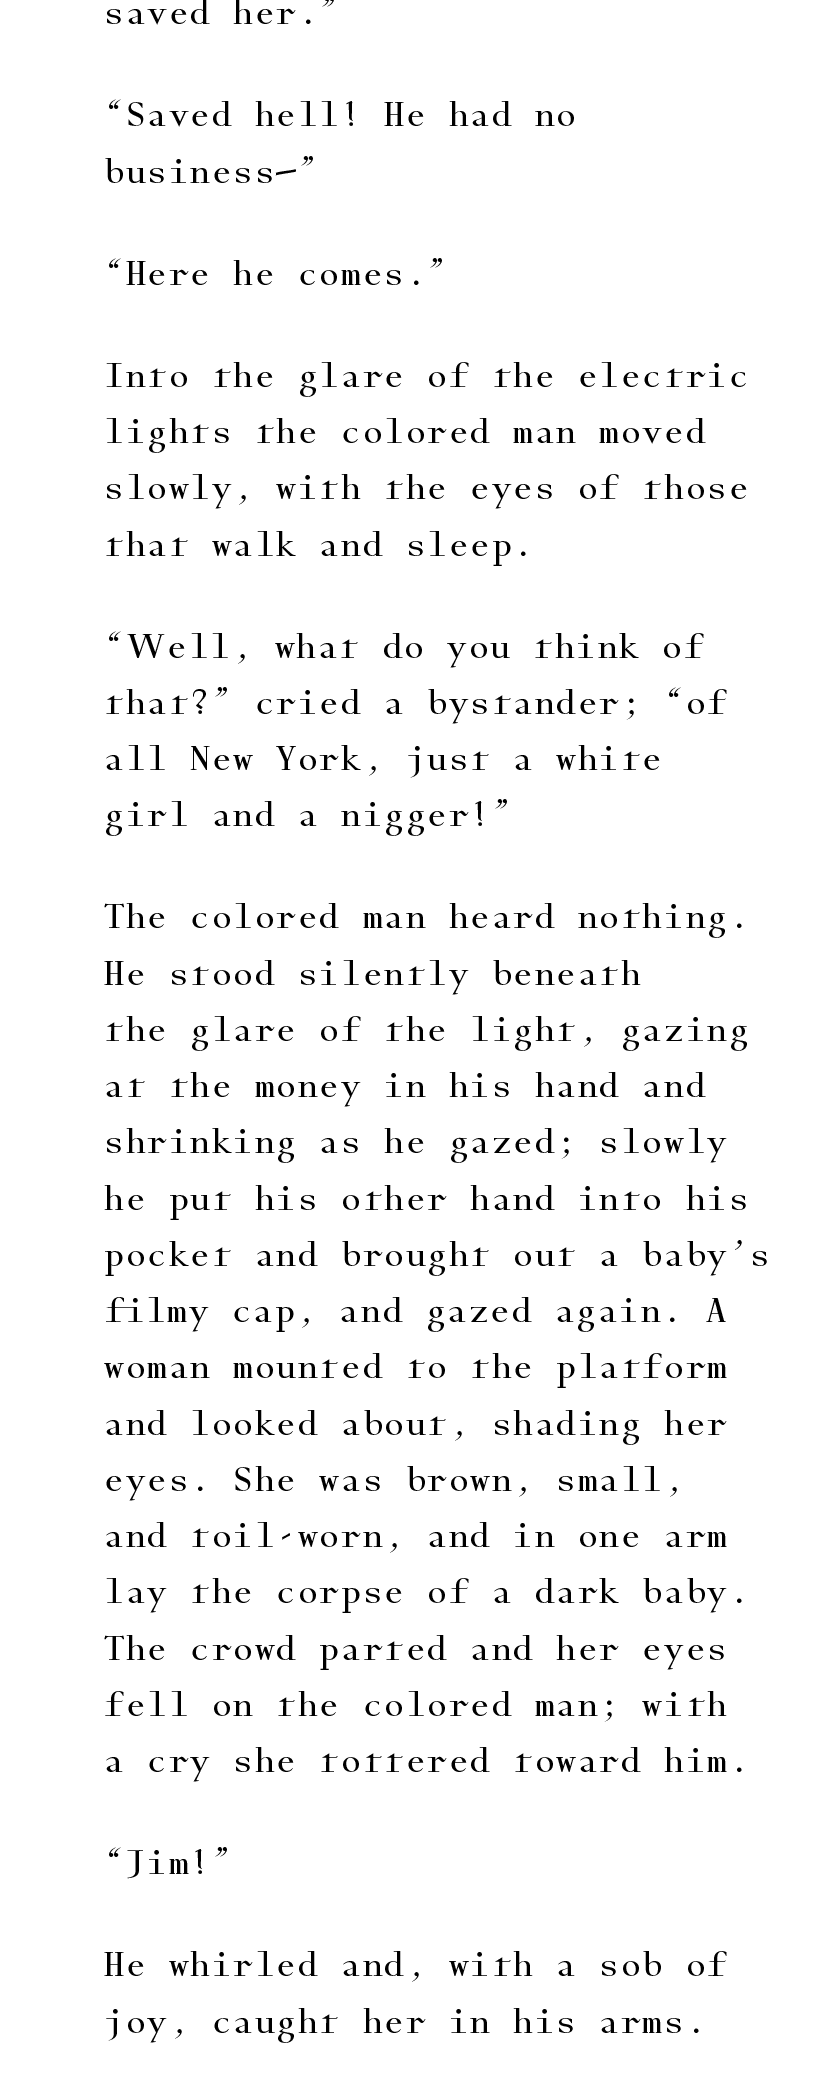 saved her.”
“Saved hell! He had no
business—”
“Here he comes.”
Into the glare of the electric
lights the colored man moved
slowly, with the eyes of those
that walk and sleep.
“Well, what do you think of
that?” cried a bystander; “of
all New York, just a white
girl and a nigger!”
The colored man heard nothing.
He stood silently beneath
the glare of the light, gazing
at the money in his hand and
shrinking as he gazed; slowly
he put his other hand into his
pocket and brought out a baby’s
filmy cap, and gazed again. A
woman mounted to the platform
and looked about, shading her
eyes. She was brown, small,
and toil-worn, and in one arm
lay the corpse of a dark baby.
The crowd parted and her eyes
fell on the colored man; with
a cry she tottered toward him.
“Jim!”
He whirled and, with a sob of
joy, caught her in his arms.